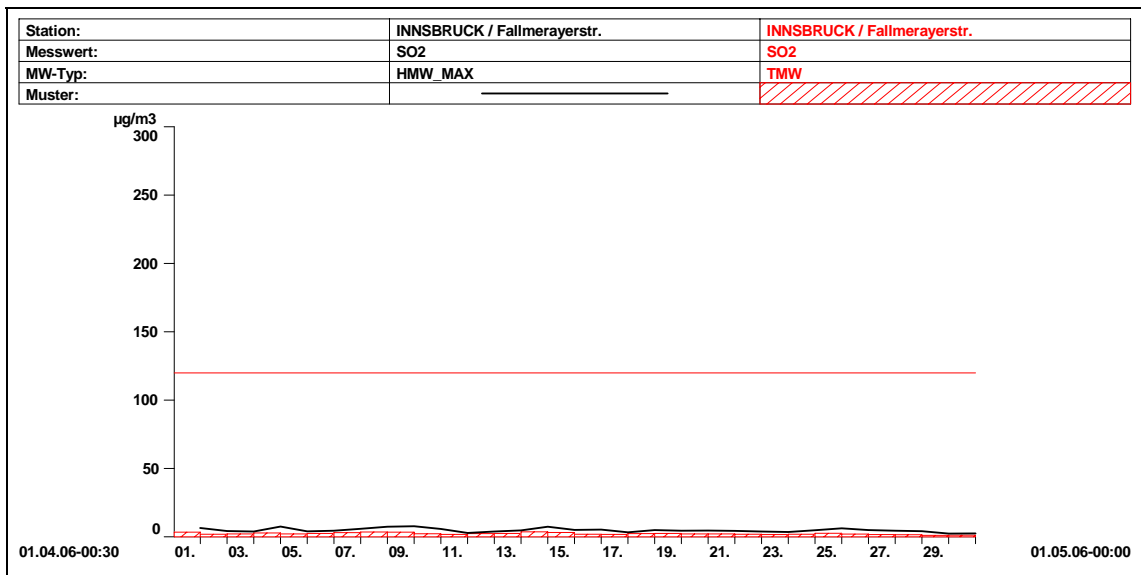 Station: INNSBRUCK / Fallmerayerstr. INNSBRUCK / Fallmerayerstr.
Messwert: SO2 SO2
MW-Typ: HMW_MAX TMW
Muster:
µg/m3
300
250
200
150
100
50
0
01.04.06-00:30 01. 03. 05. 07. 09. 11. 13. 15. 17. 19. 21. 23. 25. 27. 29. 01.05.06-00:00